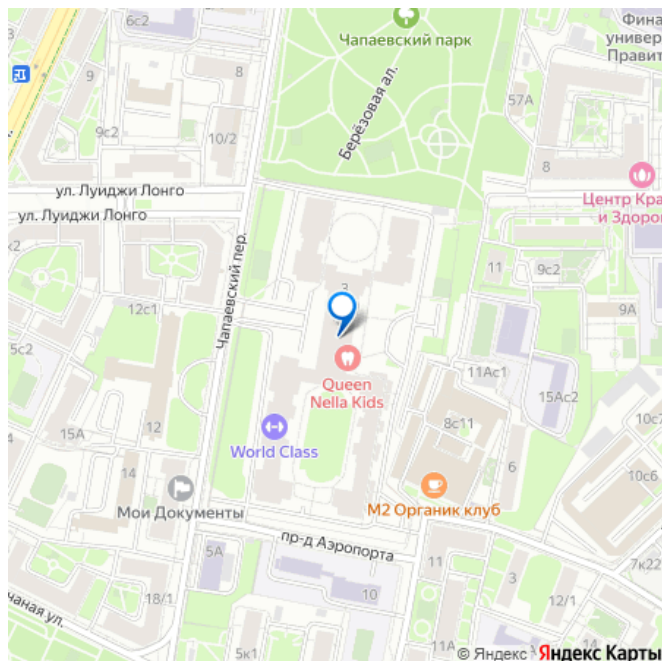 6с2
Чапаевский парк
Фина
универ
Правит
9
8
Берёзовая ал.
57А
9с2
10/2
8
ул. Луиджи Лонго
Центр Кра
и Здоро
ул. Луиджи Лонго
к2
Чапаевский пер.
11
9с2
3
12с1
9А
5с2
Queen
Nella Kids
11Ас1
15Ас2
15А
12
World Class
8с11
10с7
14
6
10с6
Мои Документы
М2 Органик клуб
пр-д Аэропорта
5А
11
3
7к22
чаная ул.
18/1
10
12/1
5к1
11А
© Яндекс Яндекс Карты